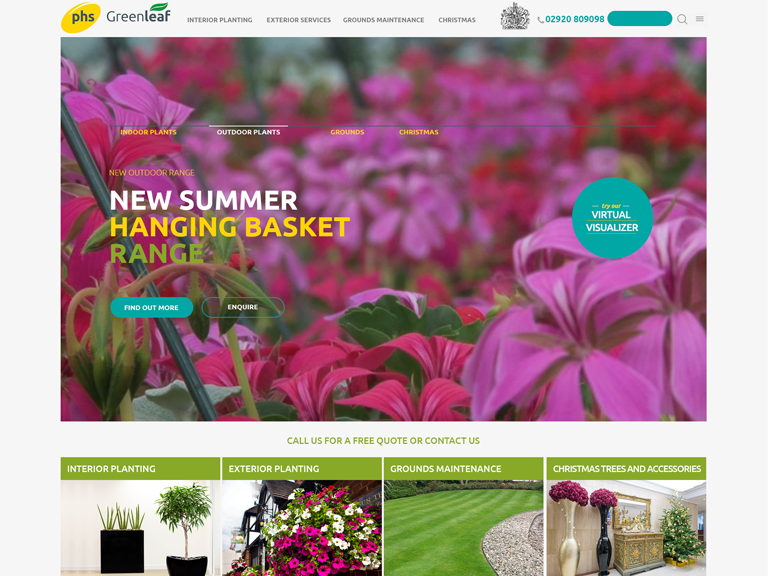 phs Greenleaf
INTERIOR PLANTING EXTERIOR SERVICES GROUNDS MAINTENANCE CHRISTMAS
02920 809098
INDOOR PLANTS OUTDOOR PLANTS GROUNDS CHRISTMAS
NEW OUTDOOR RANGE
NEW SUMMER
HANGING BASKET
RANGE
try our
VIRTUAL
VISUALIZER
FIND OUT MORE ENQUIRE
CALL US FOR A FREE QUOTE OR CONTACT US
INTERIOR PLANTING EXTERIOR PLANTING GROUNDS MAINTENANCE CHRISTMAS TREES AND ACCESSORIES